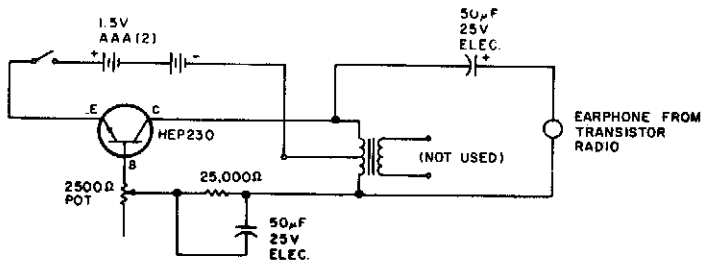 1.5V
AAA(2)
+
-
50µF
25V
ELEC.
+
E
C
HEP230
B
EARPHONE FROM
TRANSISTOR
RADIO
(NOT USED)
2500Ω
POT
25,000Ω
50µF
25V
ELEC.